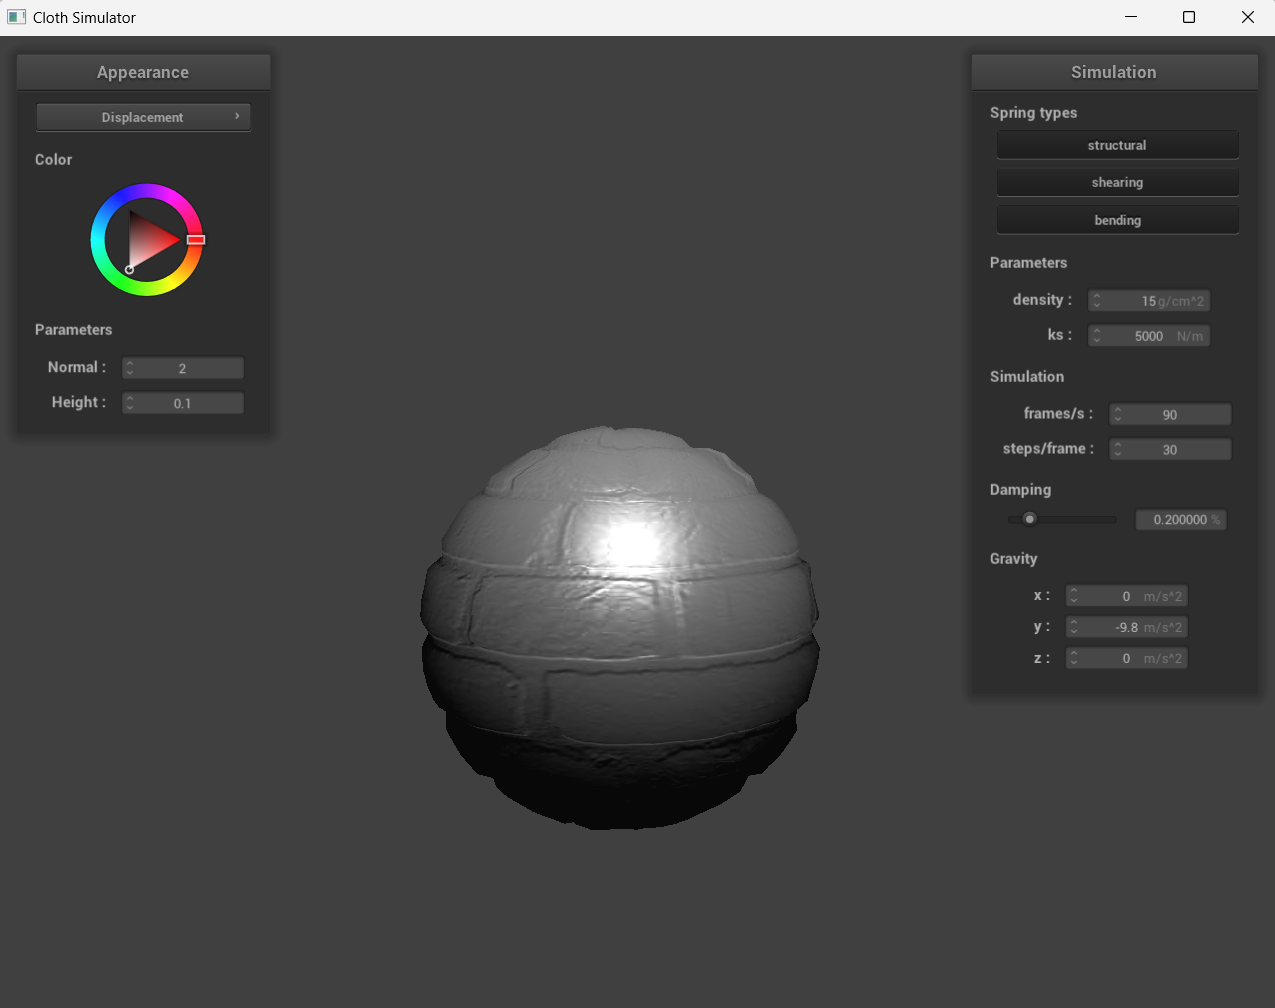 Cloth Simulator
Appearance
Displacement
Color
Parameters
Normal :
2
Height :
0.1
Simulation
Spring types
structural
shearing
bending
Parameters
density :
15 g/cm^2
ks :
5000 N/m
Simulation
frames/s :
90
steps/frame :
30
Damping
0.200000 %
Gravity
x :
0 m/s^2
y :
-9.8 m/s^2
z :
0 m/s^2